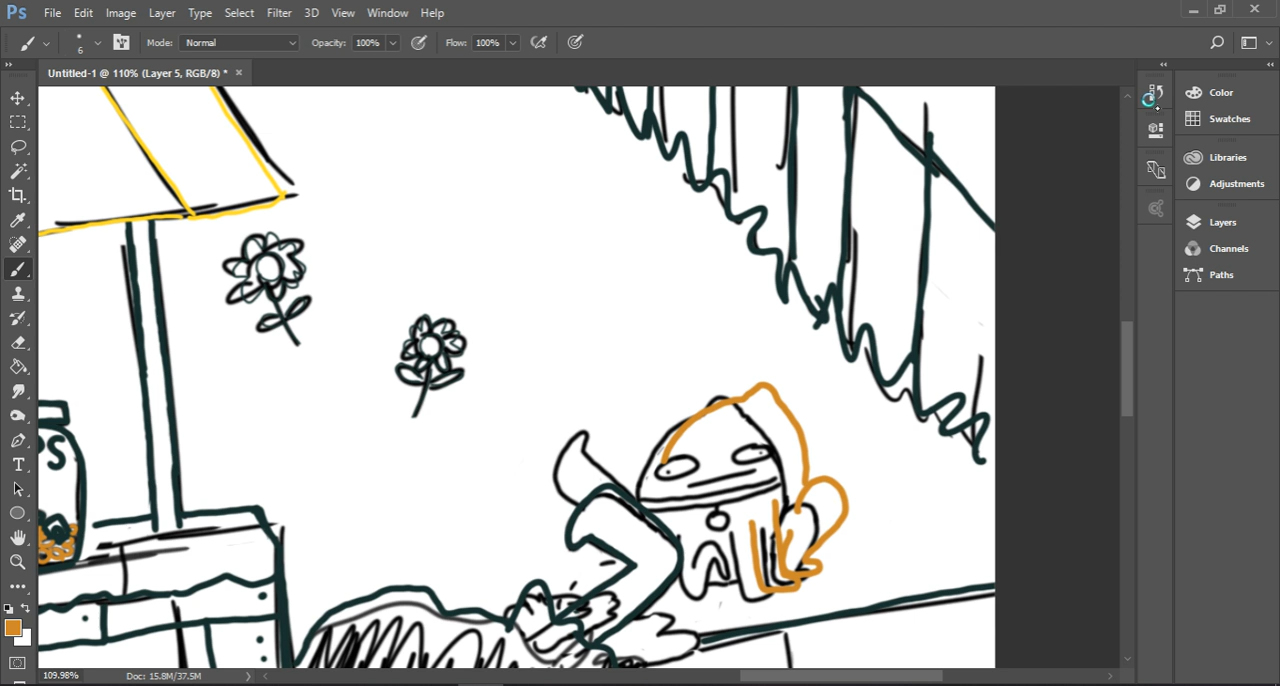 Ps File Edit Image Layer Type Select Filter 3D View Window Help
6 Mode: Normal Opacity: 100% Flow: 100%
Untitled-1 @ 110% (Layer 5, RGB/8) * ×
Color
Swatches
Libraries
Adjustments
Layers
Channels
Paths
S
109.98% Doc: 15.8M/37.5M